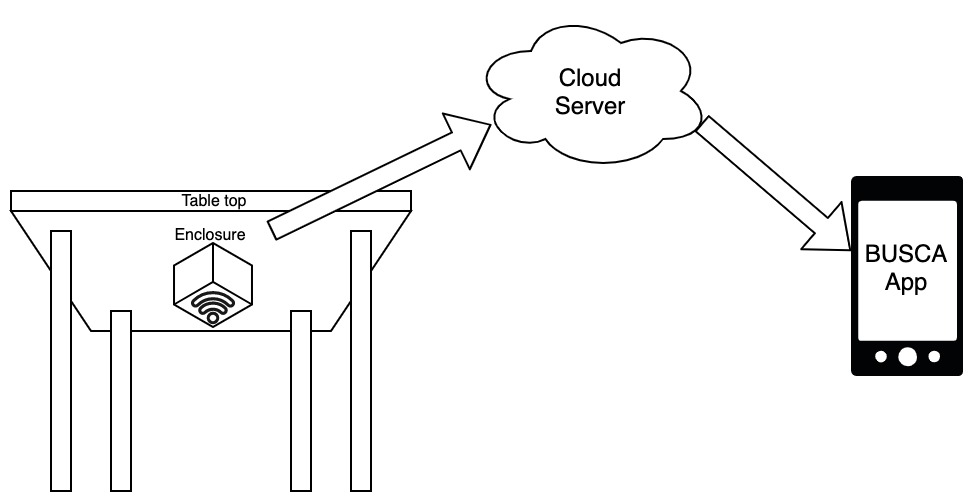 Cloud
Server
Table top
Enclosure
BUSCA
App